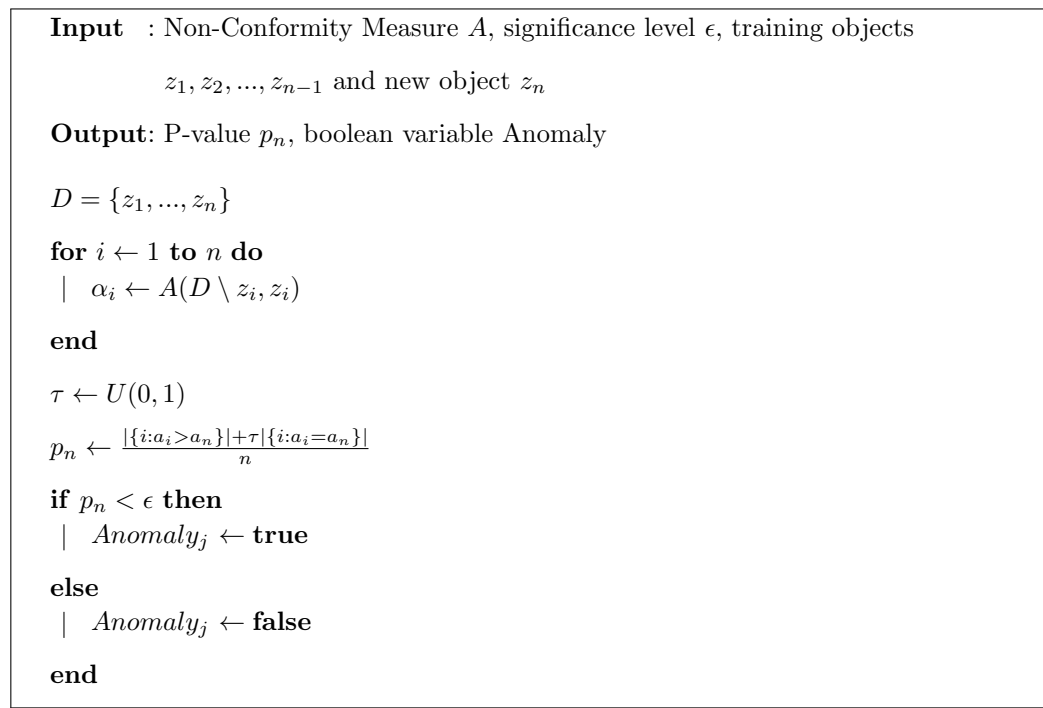 Input : Non-Conformity Measure A, significance level ϵ, training objects
z₁, z₂, ..., zₙ₋₁ and new object zₙ
Output: P-value pₙ, boolean variable Anomaly
D = {z₁, ..., zₙ}
for i ← 1 to n do
| αᵢ ← A(D \ zᵢ, zᵢ)
end
τ ← U(0, 1)
pₙ ← |{i:aᵢ>aₙ}|+τ|{i:aᵢ=aₙ}| / n
if pₙ < ϵ then
| Anomalyⱼ ← true
else
| Anomalyⱼ ← false
end